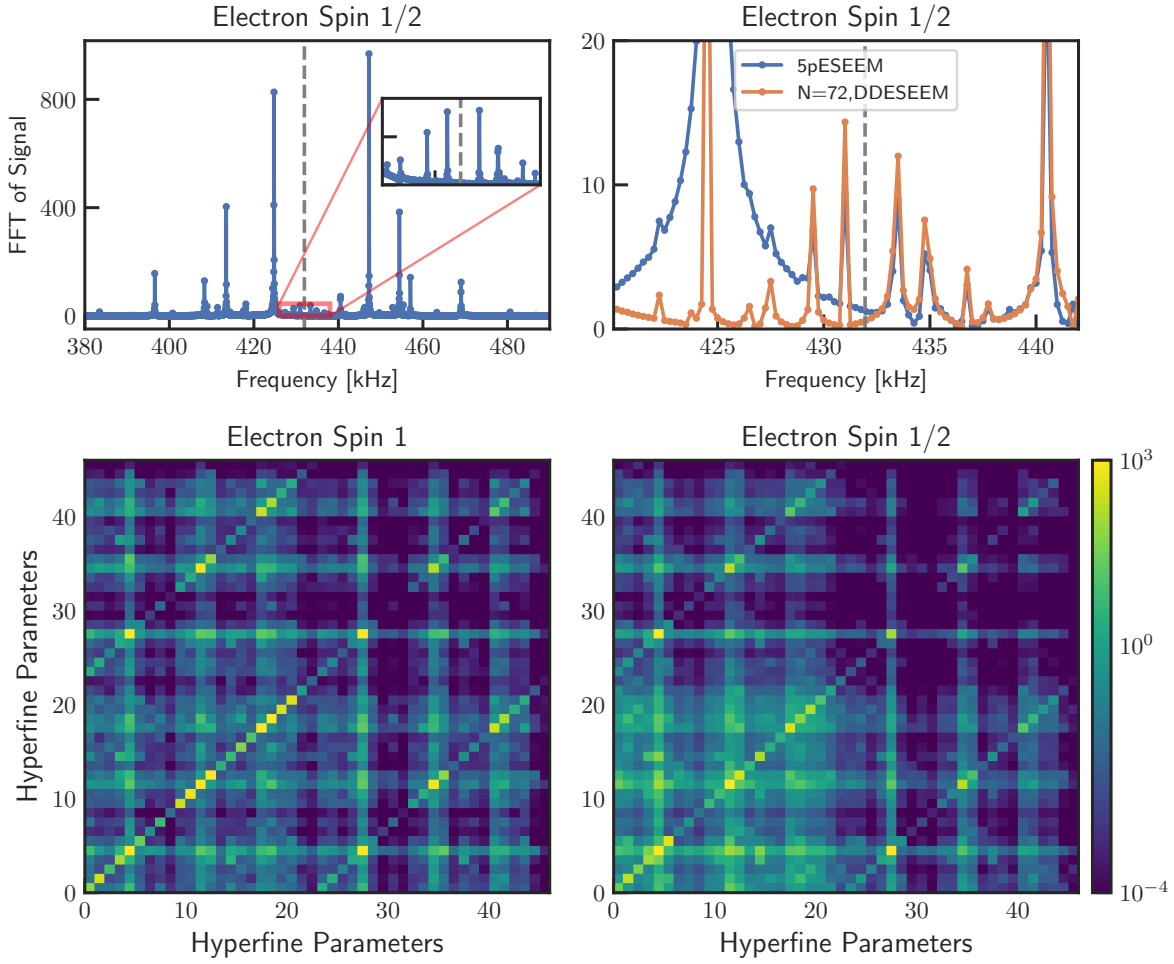 Electron Spin 1/2
FFT of Signal
800
400
0
380 400 420 440 460 480
Frequency [kHz]
Electron Spin 1/2
5pESEEM
N=72,DDESEEM
20
10
0
425 430 435 440
Frequency [kHz]
Electron Spin 1
Hyperfine Parameters
40
30
20
10
0
0 10 20 30 40
Hyperfine Parameters
Electron Spin 1/2
40
30
20
10
0
0 10 20 30 40
Hyperfine Parameters
10³
10⁰
10⁻⁴